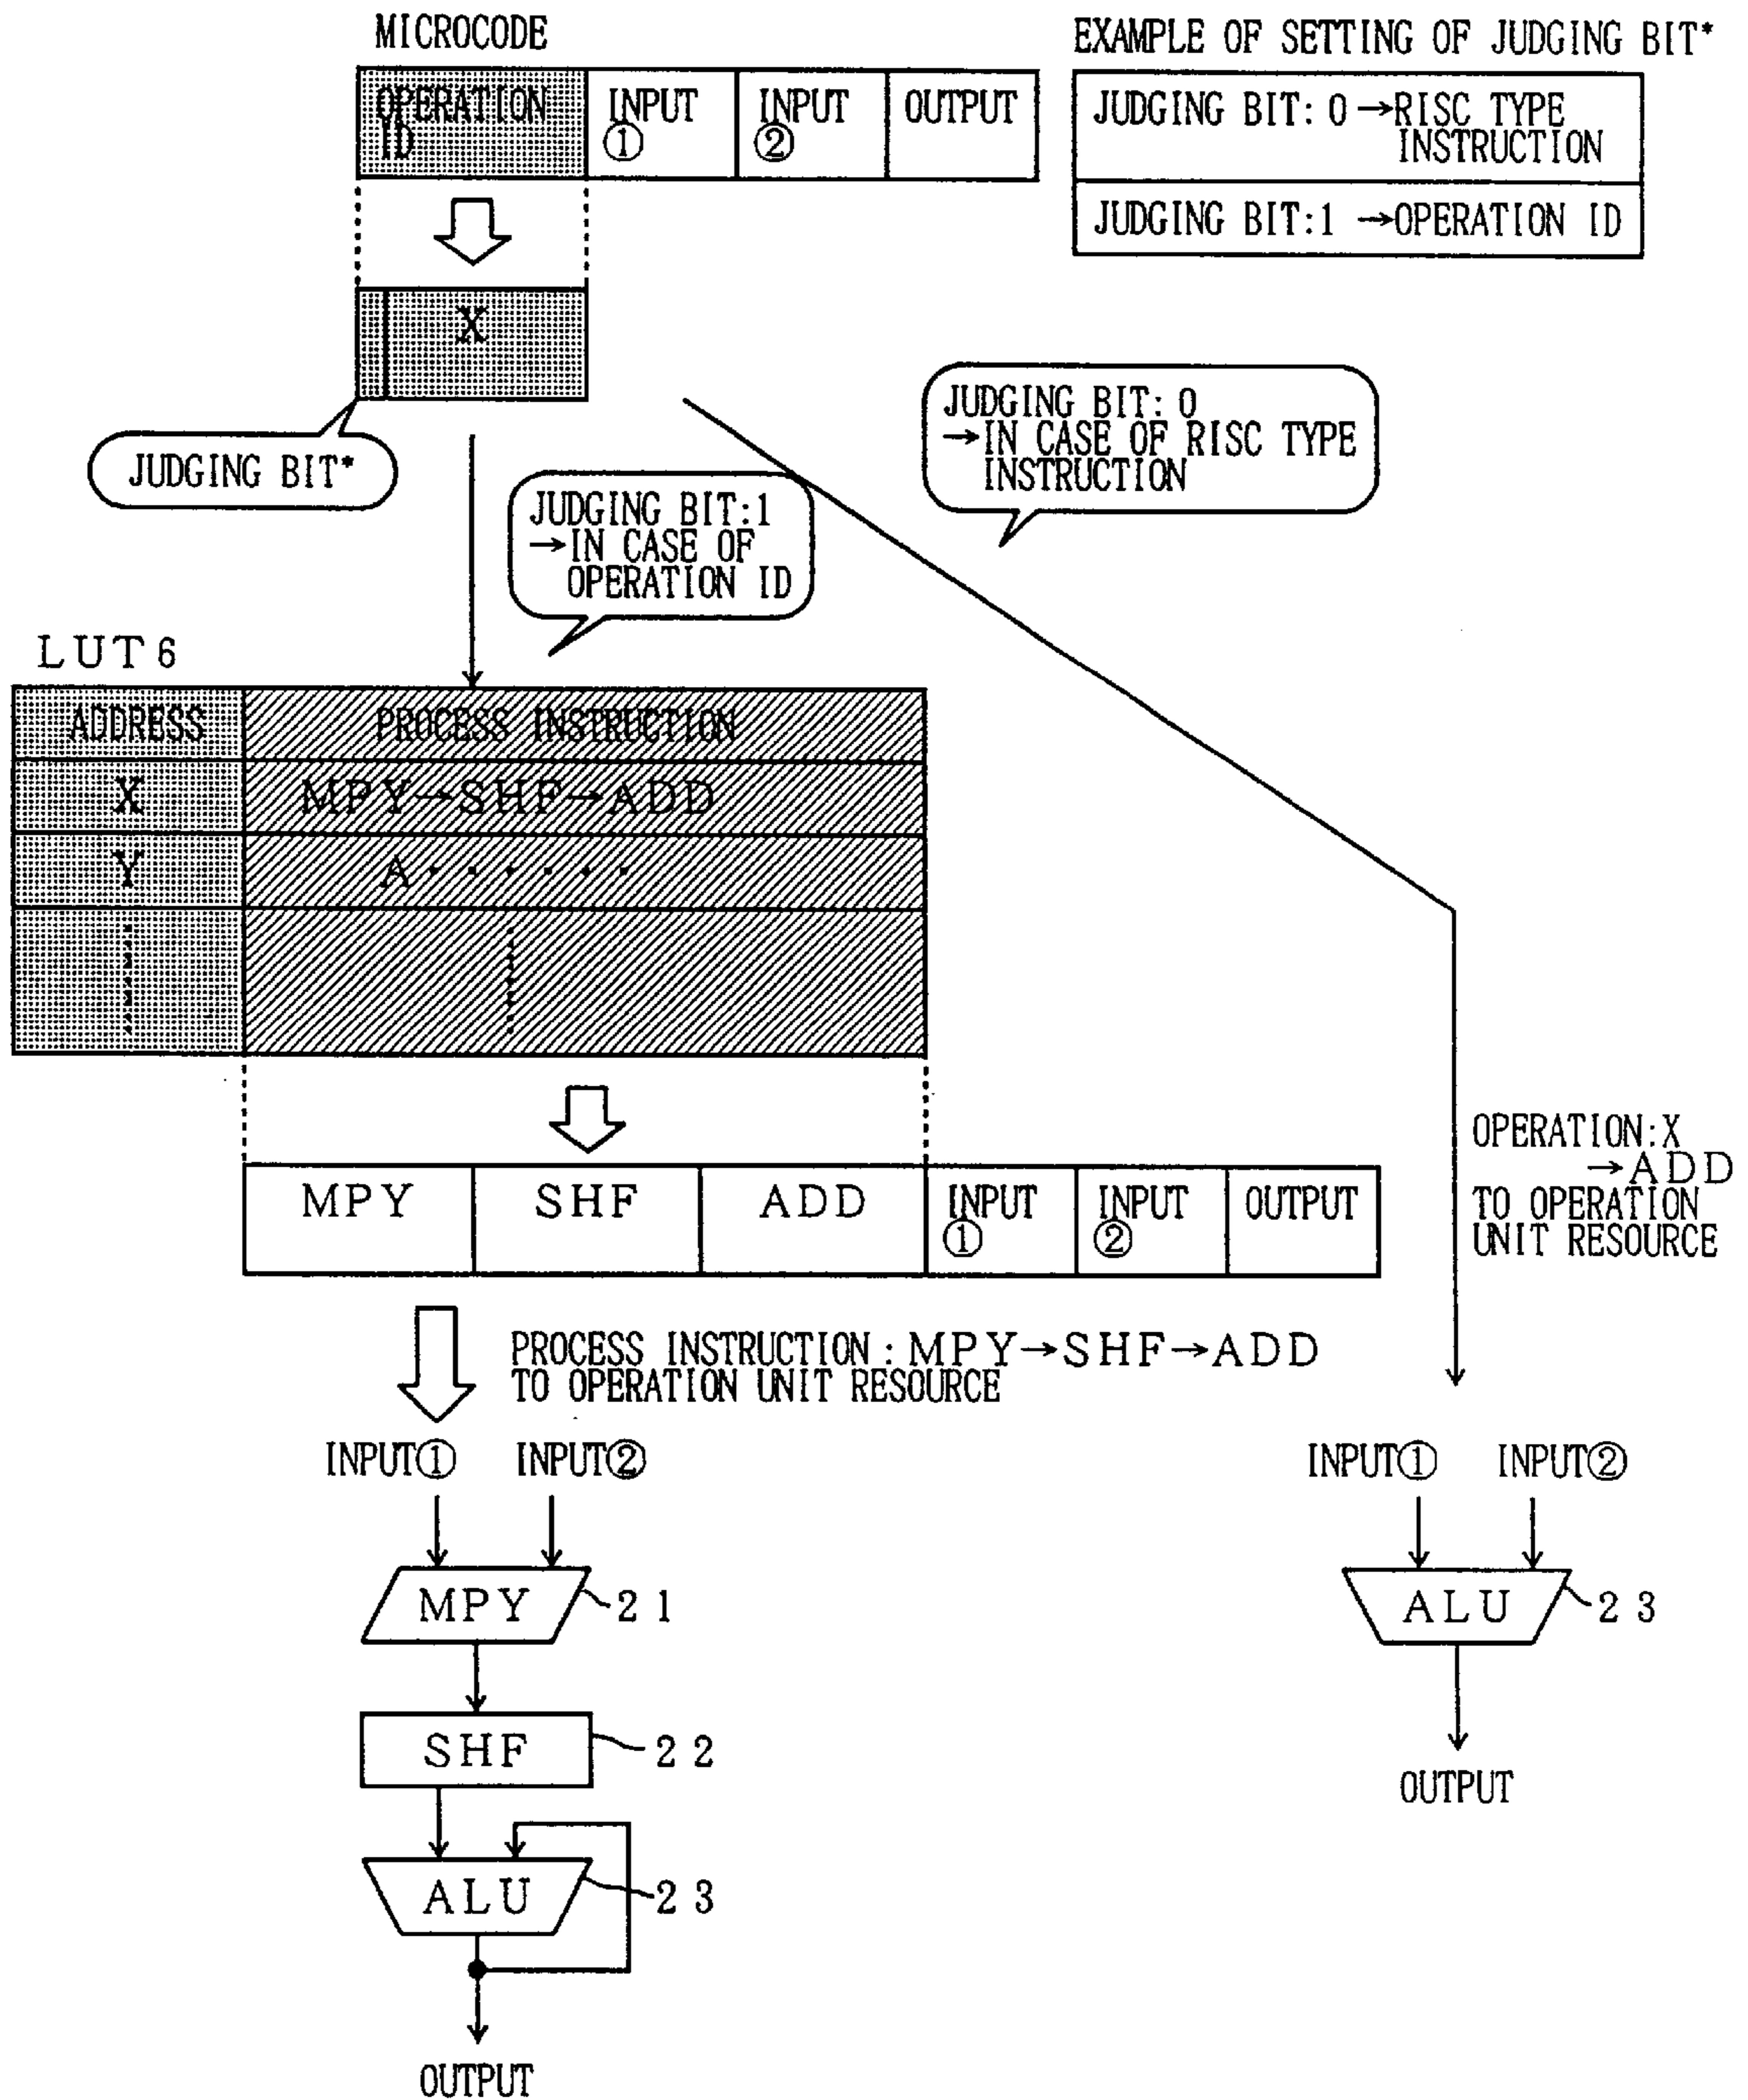 MICROCODE
EXAMPLE OF SETTING OF JUDGING BIT*
OPERATION
ID
INPUT
①
INPUT
②
OUTPUT
JUDGING BIT: 0 →RISC TYPE
INSTRUCTION
JUDGING BIT:1 →OPERATION ID
X
JUDGING BIT*
JUDGING BIT: 0
→IN CASE OF RISC TYPE
INSTRUCTION
JUDGING BIT:1
→IN CASE OF
OPERATION ID
LUT6
ADDRESS
PROCESS INSTRUCTION
X
MPY→SHF→ADD
Y
A · · · · · ·
MPY
SHF
ADD
INPUT
①
INPUT
②
OUTPUT
OPERATION:X
→ADD
TO OPERATION
UNIT RESOURCE
PROCESS INSTRUCTION : MPY→SHF→ADD
TO OPERATION UNIT RESOURCE
INPUT① INPUT②
INPUT① INPUT②
MPY
21
ALU
23
SHF
22
OUTPUT
ALU
23
OUTPUT